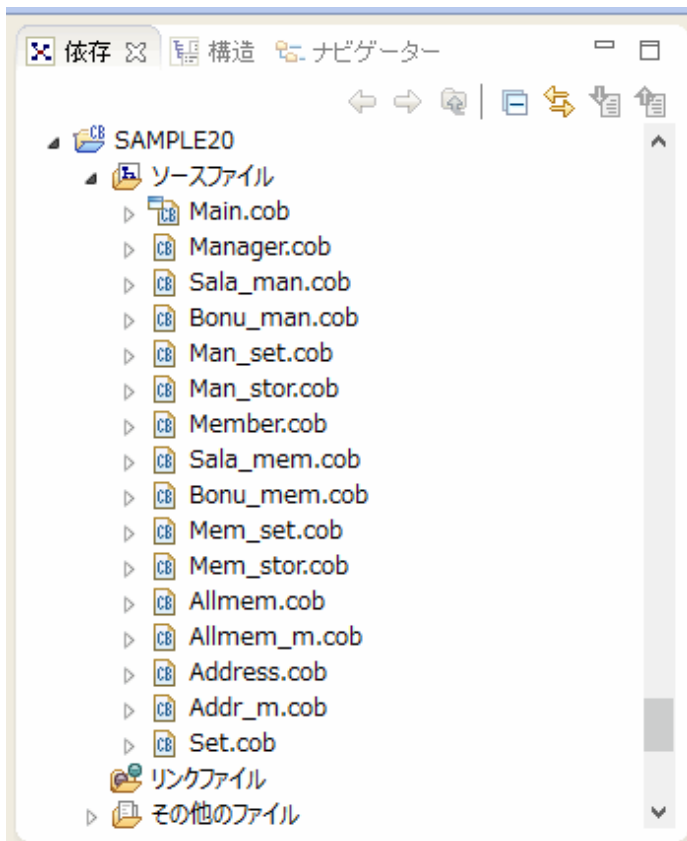 依存 構造 ナビゲーター
SAMPLE20
ソースファイル
Main.cob
Manager.cob
Sala_man.cob
Bonu_man.cob
Man_set.cob
Man_stor.cob
Member.cob
Sala_mem.cob
Bonu_mem.cob
Mem_set.cob
Mem_stor.cob
Allmem.cob
Allmem_m.cob
Address.cob
Addr_m.cob
Set.cob
リンクファイル
その他のファイル